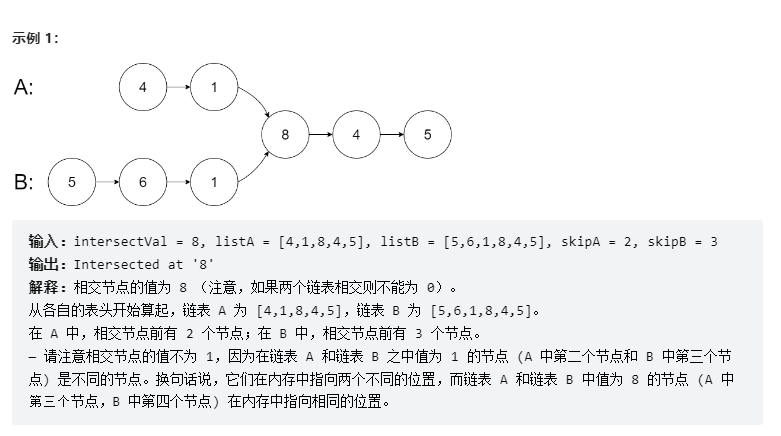 示例 1：
A:
4
1
8
4
5
B:
5
6
1
输入：intersectVal = 8, listA = [4,1,8,4,5], listB = [5,6,1,8,4,5], skipA = 2, skipB = 3
输出：Intersected at '8'
解释：相交节点的值为 8 （注意，如果两个链表相交则不能为 0）。
从各自的表头开始算起，链表 A 为 [4,1,8,4,5]，链表 B 为 [5,6,1,8,4,5]。
在 A 中，相交节点前有 2 个节点；在 B 中，相交节点前有 3 个节点。
— 请注意相交节点的值不为 1，因为在链表 A 和链表 B 之中值为 1 的节点 (A 中第二个节点和 B 中第三个节
点) 是不同的节点。换句话说，它们在内存中指向两个不同的位置，而链表 A 和链表 B 中值为 8 的节点 (A 中
第三个节点，B 中第四个节点) 在内存中指向相同的位置。